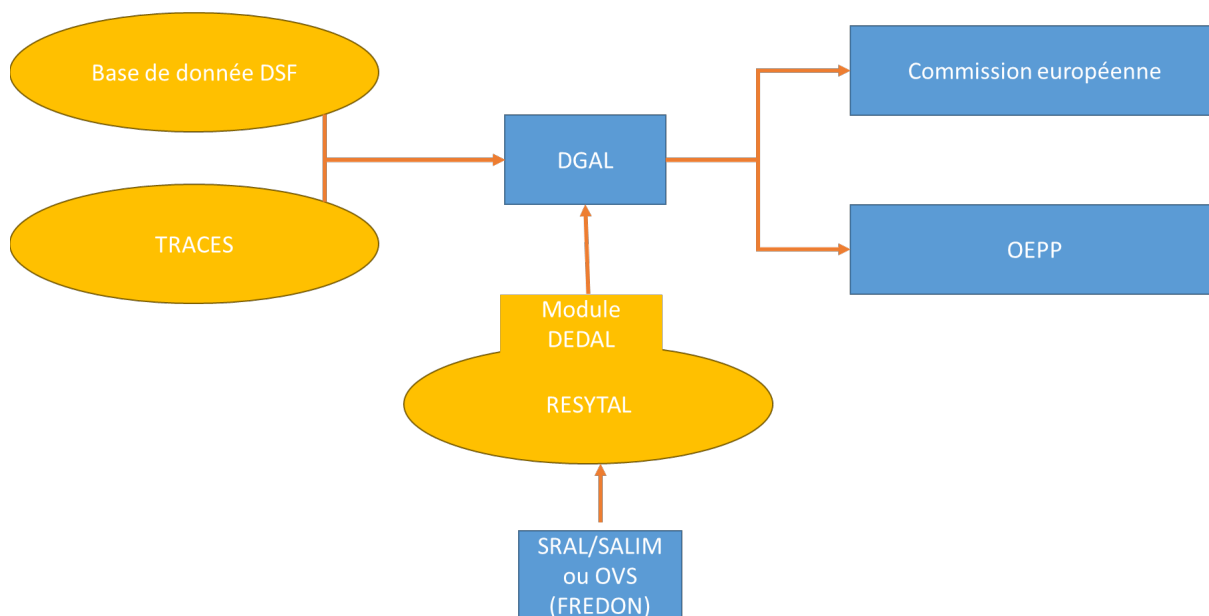 Base de donnée DSF
Commission européenne
DGAL
TRACES
OEPP
Module
DEDAL
RESYTAL
SRAL/SALIM
ou OVS
(FREDON)